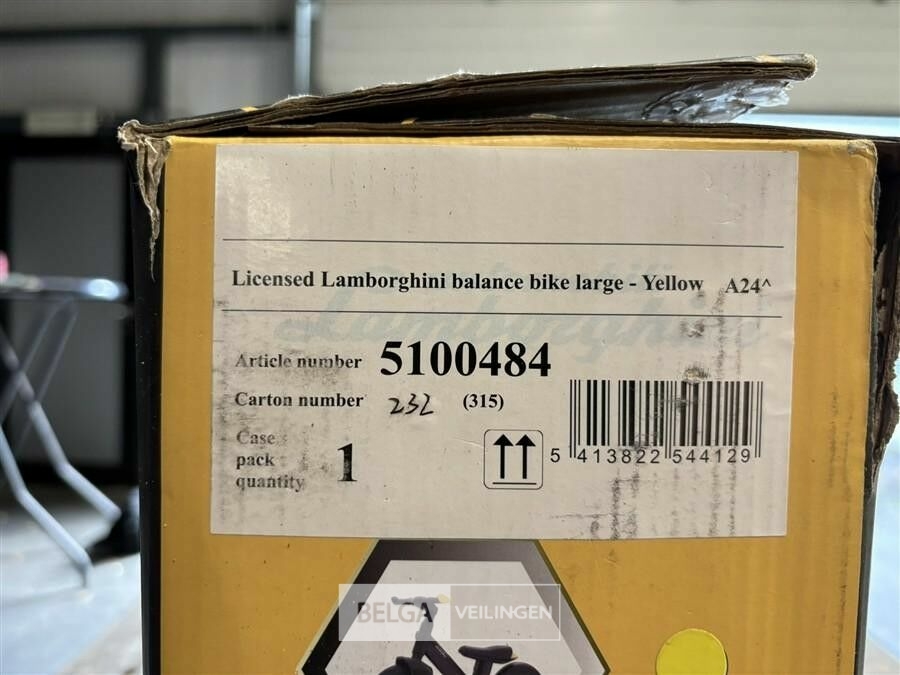 Licensed Lamborghini balance bike large - Yellow A24^
Article number 5100484
Carton number 232 (315)
Case
pack
quantity 1
5 413822 544129
BELGA VEILINGEN